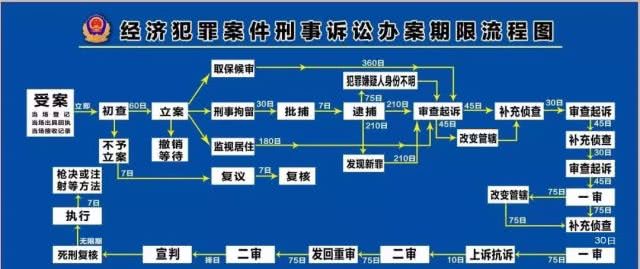 经济犯罪案件刑事诉讼办案期限流程图
取保候审
360日
犯罪嫌疑人身份不明
75日
受案
当场登记
当场出具回执
当场接收记录
立即
初查
60日
立案
刑事拘留
30日
批捕
7日
逮捕
210日
审查起诉
45日
补充侦查
30日
审查起诉
45日
补充侦查
30日
审查起诉
45日
改变管辖
45日
210日
发现新罪
210日
监视居住
180日
撤销
等待
不予
立案
7日
复议
7日
复核
一审
75日
改变管辖
75日
75日
补充侦查
30日
一审
10日
上诉抗诉
二审
75日
发回重审
75日
二审
择日
宣判
死刑复核
无限期
执行
7日
枪决或注
射等方法